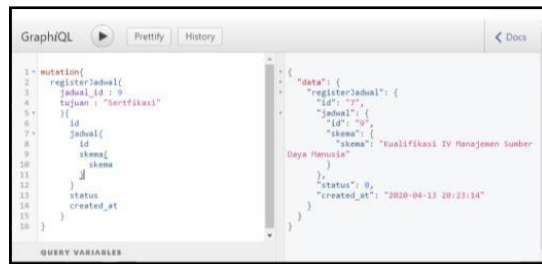 GraphiQL
Prettify
History
Docs
1 mutation{
2 registerJadwal(
3 jadwal_id : 9
4 tujuan : "Sertfikasi"
5 ){
6 id
7 jadwal{
8 id
9 skema{
10 skema
11 }
12 }
13 status
14 created_at
15 }
16 }
QUERY VARIABLES
{
"data": {
"registerJadwal": {
"id": "7",
"jadwal": {
"id": "9",
"skema": {
"skema": "Kualifikasi IV Manajemen Sumber
Daya Manusia"
}
},
"status": 0,
"created_at": "2020-04-13 20:23:14"
}
}
}